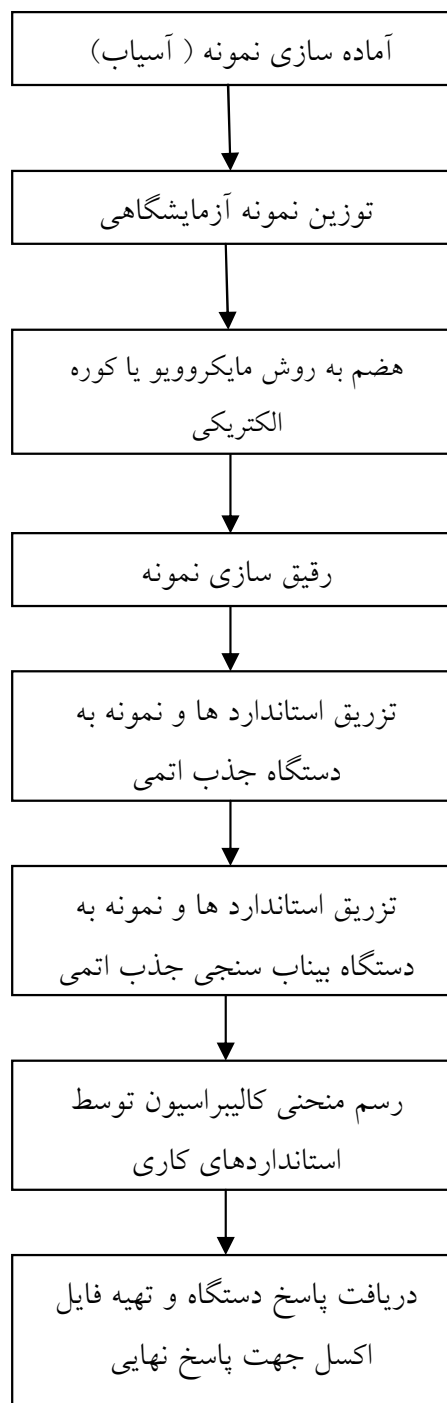 آماده سازی نمونه ( آسیاب)
توزین نمونه آزمایشگاهی
هضم به روش مایکروویو یا کوره
الکتریکی
رقیق سازی نمونه
تزریق استاندارد ها و نمونه به
دستگاه جذب اتمی
تزریق استاندارد ها و نمونه به
دستگاه بیناب سنجی جذب اتمی
رسم منحنی کالیبراسیون توسط
استانداردهای کاری
دریافت پاسخ دستگاه و تهیه فایل
اکسل جهت پاسخ نهایی